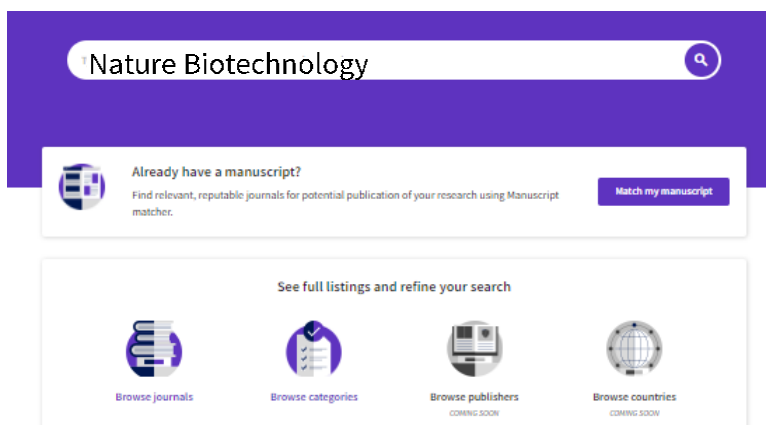 Nature Biotechnology
Already have a manuscript?
Find relevant, reputable journals for potential publication of your research using Manuscript
matcher.
Match my manuscript
See full listings and refine your search
Browse journals
Browse categories
Browse publishers
COMING SOON
Browse countries
COMING SOON